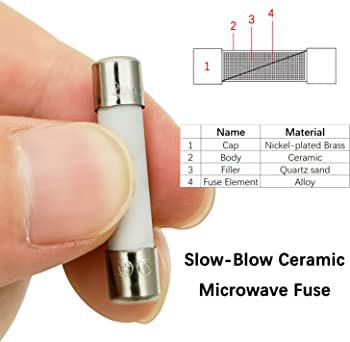 2
3
4
1
Name Material
1 Cap Nickel-plated Brass
2 Body Ceramic
3 Filler Quartz sand
4 Fuse Element Alloy
Slow-Blow Ceramic
Microwave Fuse